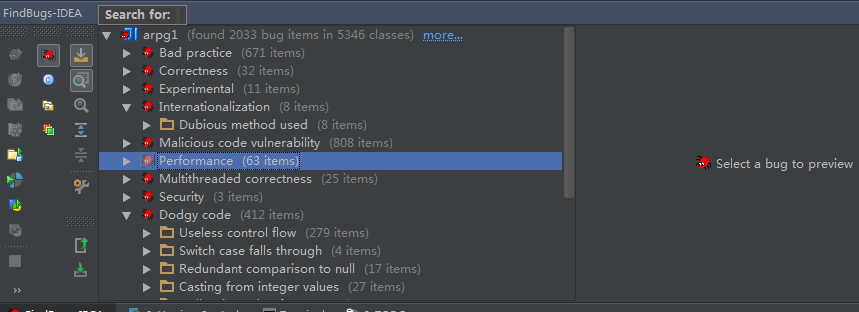 FindBugs-IDEA Search for:
arpg1 (found 2033 bug items in 5346 classes) more...
Bad practice (671 items)
Correctness (32 items)
Experimental (11 items)
Internationalization (8 items)
Dubious method used (8 items)
Malicious code vulnerability (808 items)
Performance (63 items)
Select a bug to preview
Multithreaded correctness (25 items)
Security (3 items)
Dodgy code (412 items)
Useless control flow (279 items)
Switch case falls through (4 items)
Redundant comparison to null (17 items)
Casting from integer values (27 items)